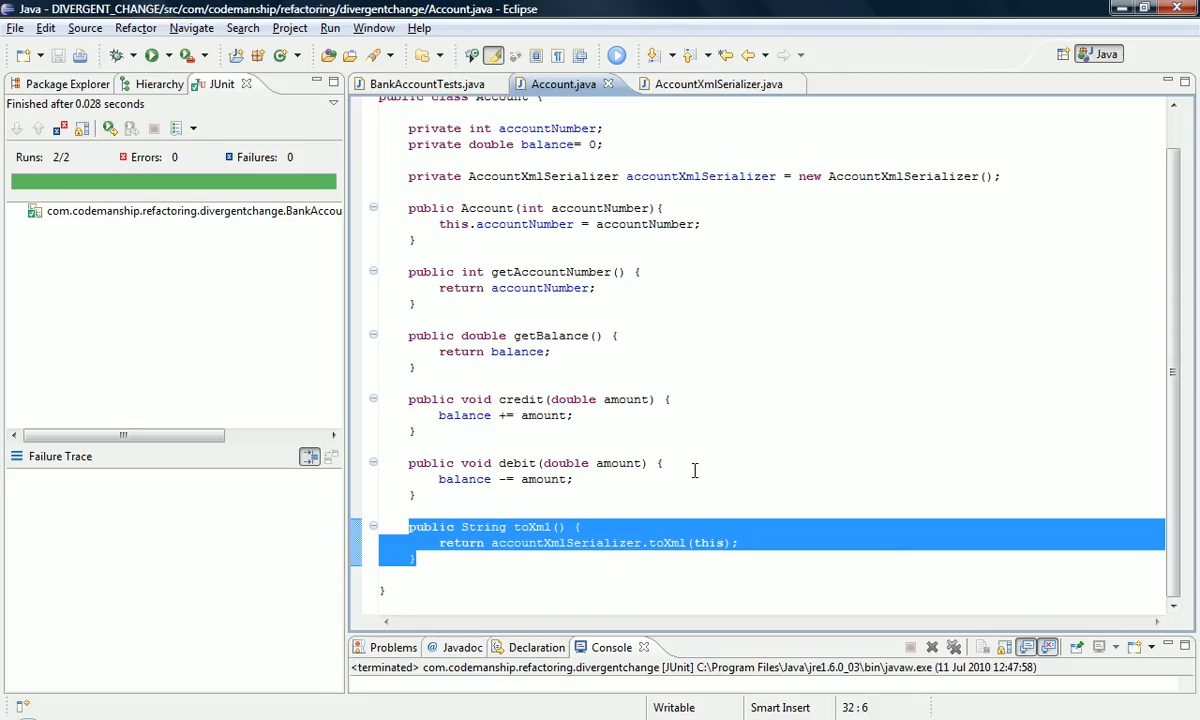 Java - DIVERGENT_CHANGE/src/com/codemanship/refactoring/divergentchange/Account.java - Eclipse
File Edit Source Refactor Navigate Search Project Run Window Help
Java
Package Explorer Hierarchy JUnit
BankAccountTests.java Account.java AccountXmlSerializer.java
Finished after 0.028 seconds
Runs: 2/2 Errors: 0 Failures: 0
com.codemanship.refactoring.divergentchange.BankAccou
Failure Trace
public class Account {
private int accountNumber;
private double balance= 0;
private AccountXmlSerializer accountXmlSerializer = new AccountXmlSerializer();
public Account(int accountNumber){
this.accountNumber = accountNumber;
}
public int getAccountNumber() {
return accountNumber;
}
public double getBalance() {
return balance;
}
public void credit(double amount) {
balance += amount;
}
public void debit(double amount) {
balance -= amount;
}
public String toXml() {
return accountXmlSerializer.toXml(this);
}
}
Problems @ Javadoc Declaration Console
<terminated> com.codemanship.refactoring.divergentchange [JUnit] C:\Program Files\Java\jre1.6.0_03\bin\javaw.exe (11 Jul 2010 12:47:58)
Writable Smart Insert 32 : 6